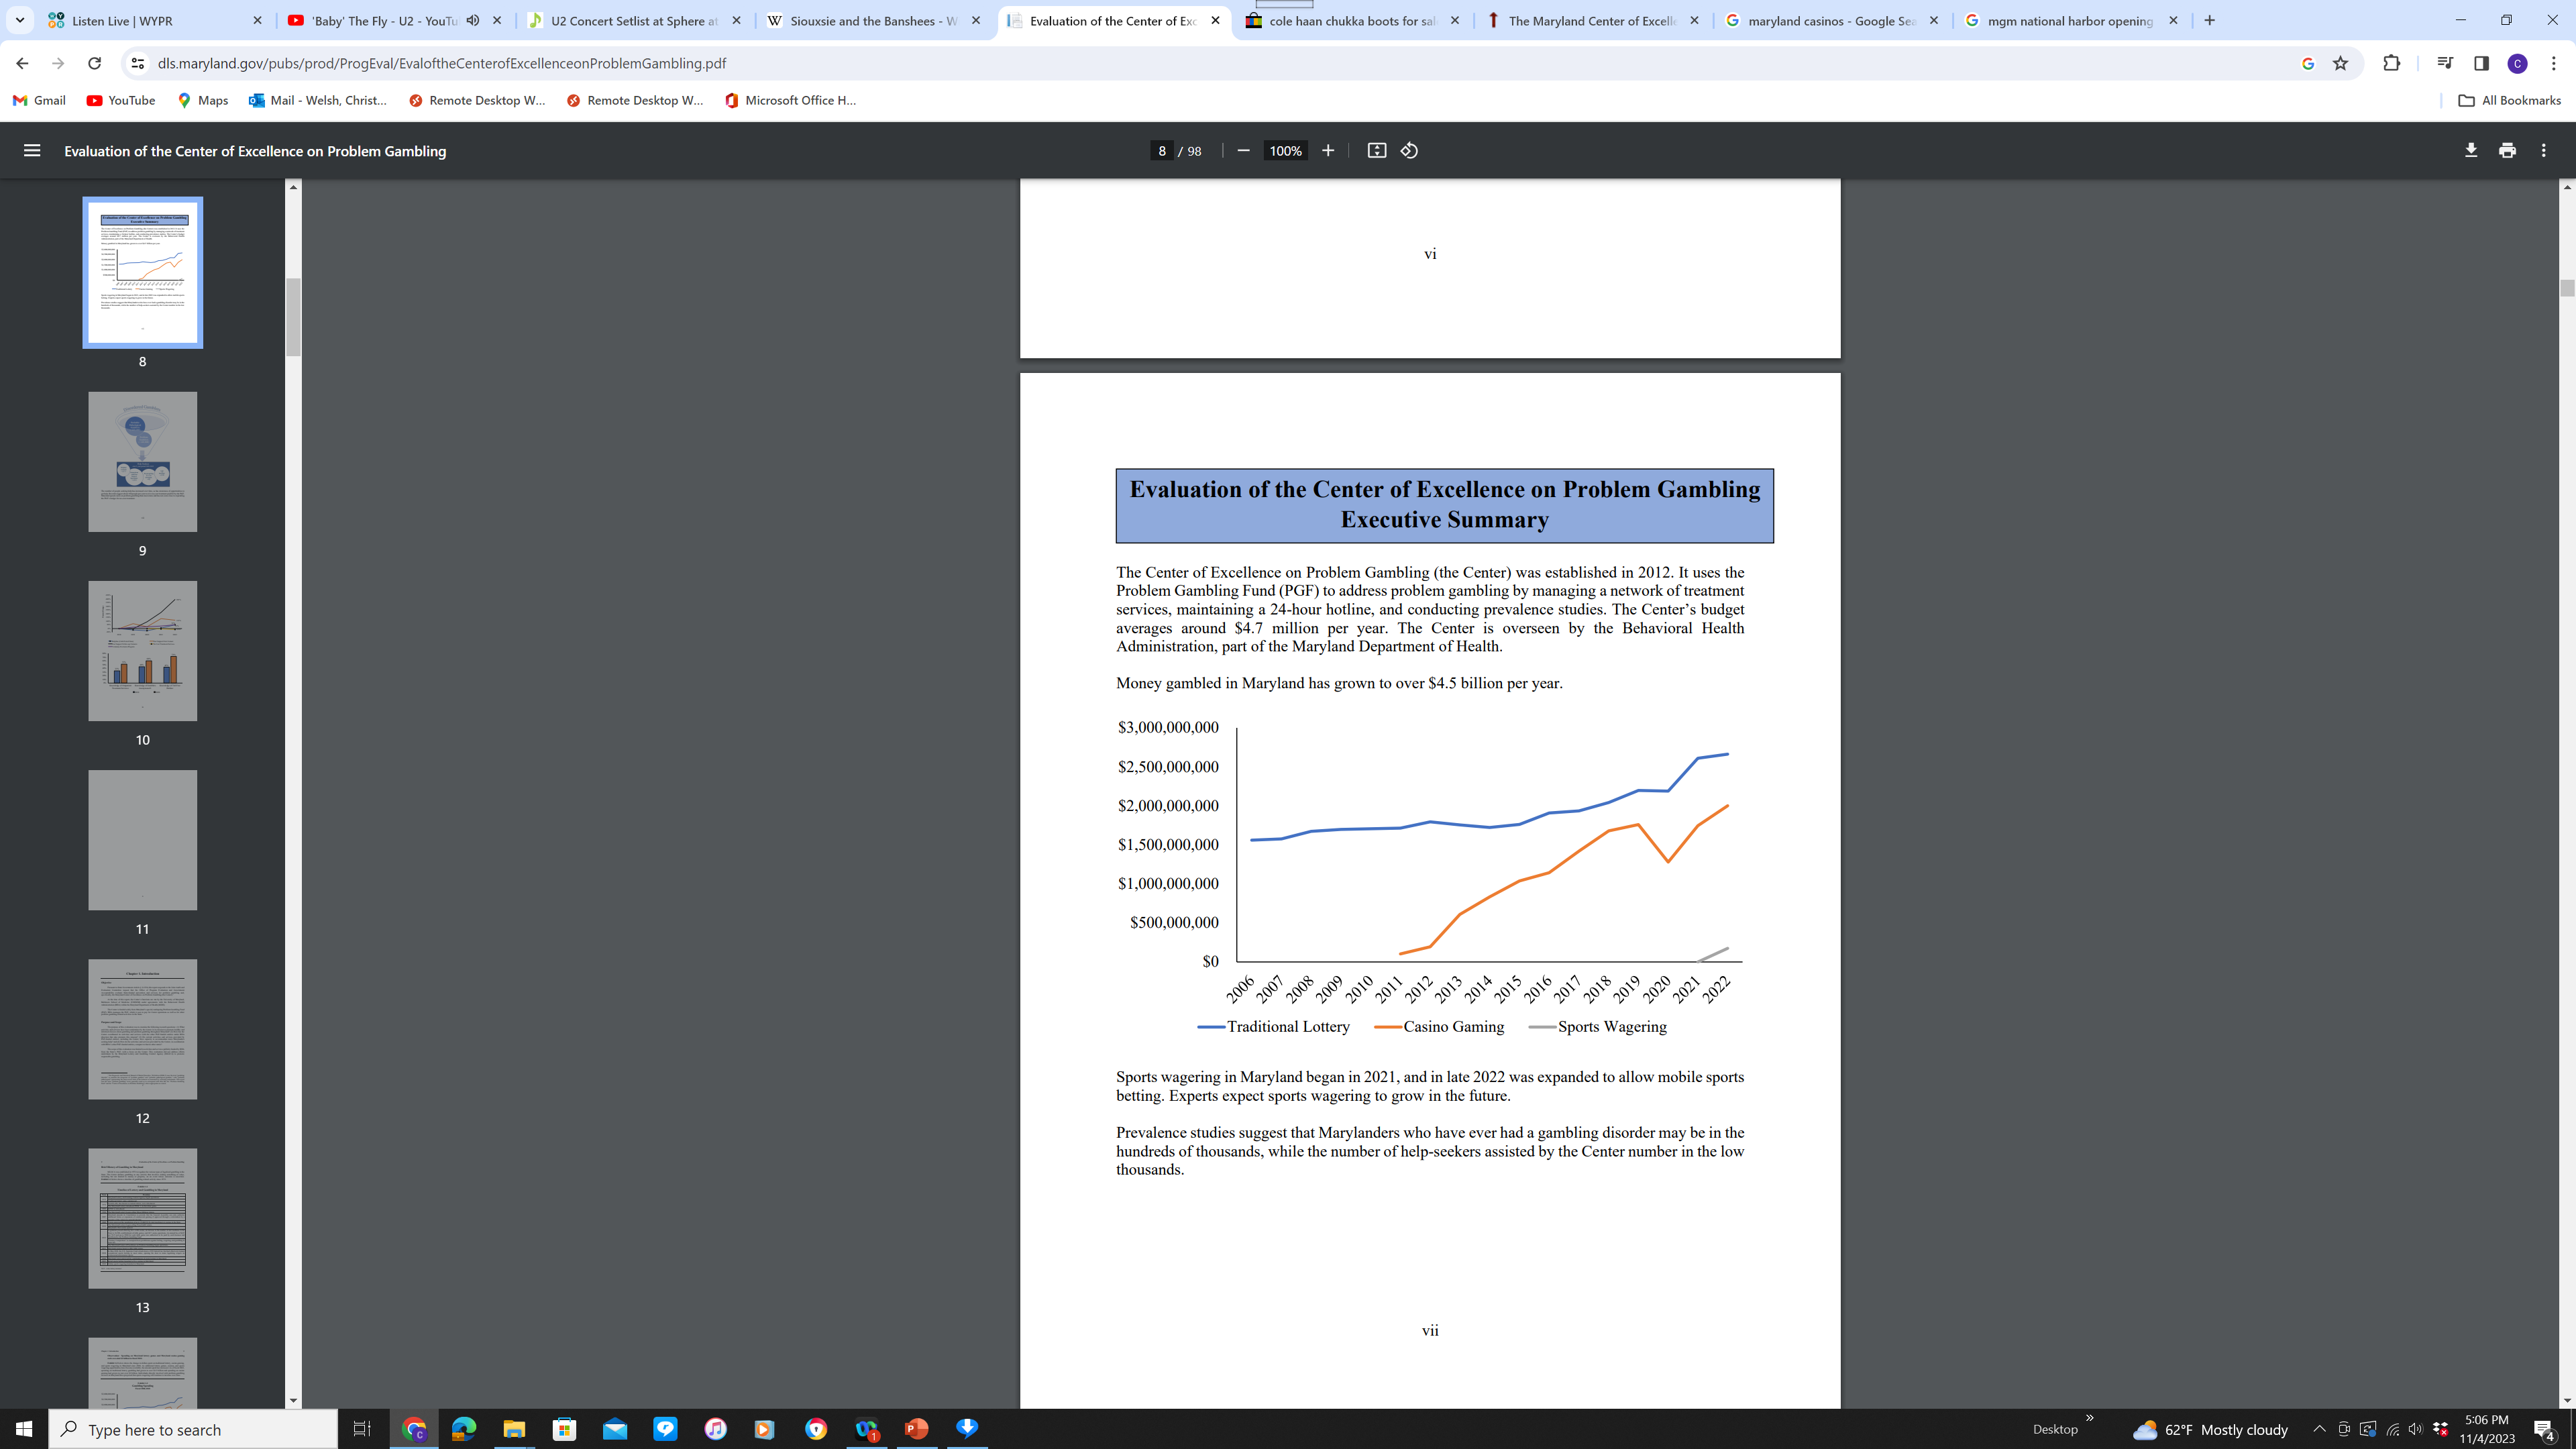 Listen Live | WYPR
'Baby' The Fly - U2 - YouTu
U2 Concert Setlist at Sphere at
Siouxsie and the Banshees - W
Evaluation of the Center of Exc
cole haan chukka boots for sal
The Maryland Center of Excelle
maryland casinos - Google Sea
mgm national harbor opening
dls.maryland.gov/pubs/prod/ProgEval/EvaloftheCenterofExcellenceonProblemGambling.pdf
Gmail
YouTube
Maps
Mail - Welsh, Christ...
Remote Desktop W...
Remote Desktop W...
Microsoft Office H...
All Bookmarks
Evaluation of the Center of Excellence on Problem Gambling
8 / 98
100%
8
9
10
11
12
13
vi
Evaluation of the Center of Excellence on Problem Gambling
Executive Summary
The Center of Excellence on Problem Gambling (the Center) was established in 2012. It uses the
Problem Gambling Fund (PGF) to address problem gambling by managing a network of treatment
services, maintaining a 24-hour hotline, and conducting prevalence studies. The Center's budget
averages around $4.7 million per year. The Center is overseen by the Behavioral Health
Administration, part of the Maryland Department of Health.
Money gambled in Maryland has grown to over $4.5 billion per year.
$3,000,000,000
$2,500,000,000
$2,000,000,000
$1,500,000,000
$1,000,000,000
$500,000,000
$0
2006 2007 2008 2009 2010 2011 2012 2013 2014 2015 2016 2017 2018 2019 2020 2021 2022
Traditional Lottery Casino Gaming Sports Wagering
Sports wagering in Maryland began in 2021, and in late 2022 was expanded to allow mobile sports
betting. Experts expect sports wagering to grow in the future.
Prevalence studies suggest that Marylanders who have ever had a gambling disorder may be in the
hundreds of thousands, while the number of help-seekers assisted by the Center number in the low
thousands.
vii
Type here to search
Desktop
62°F Mostly cloudy
5:06 PM
11/4/2023
4